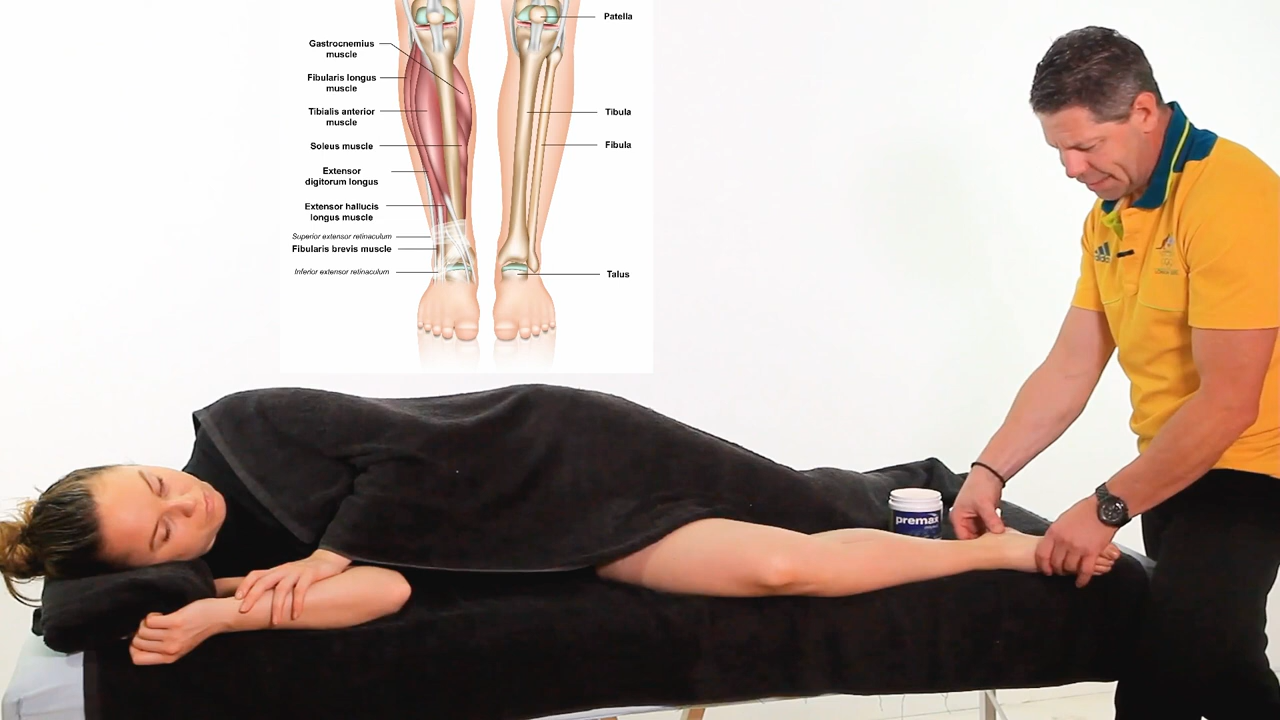 Patella
Gastrocnemius
muscle
Fibularis longus
muscle
Tibialis anterior
muscle
Tibula
Soleus muscle
Fibula
Extensor
digitorum longus
Extensor hallucis
longus muscle
Superior extensor retinaculum
Fibularis brevis muscle
Inferior extensor retinaculum
Talus
adidas
premax